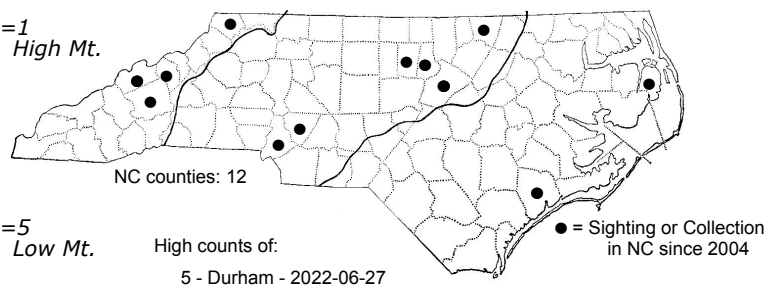 =1
High Mt.
NC counties: 12
=5
Low Mt.
High counts of:
5 - Durham - 2022-06-27
● = Sighting or Collection
in NC since 2004